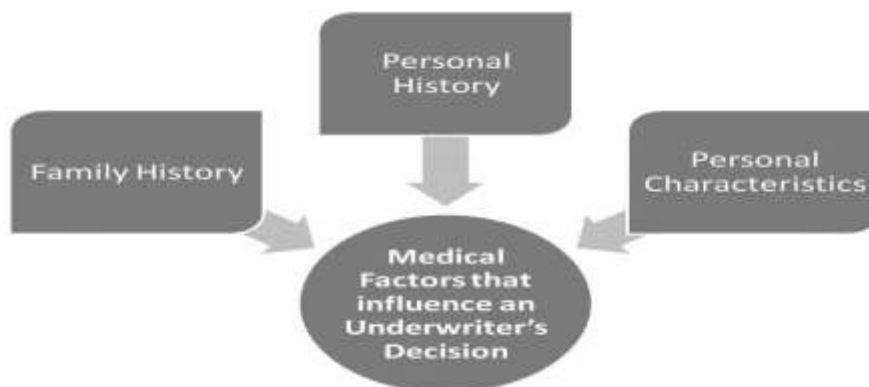 Personal
History
Family History
Personal
Characteristics
Medical
Factors that
influence an
Underwriter's
Decision